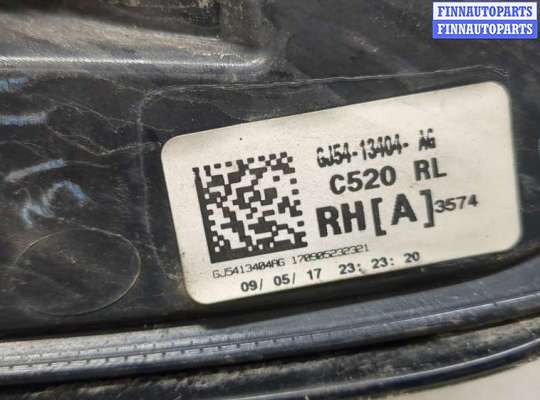 FINNAUTOPARTS
FINNAUTOPARTS
GJ54-13404- AG
C520 RL
RH[A]3574
GJ5413404AG 170905232321
09/ 05/ 17 23: 23: 20